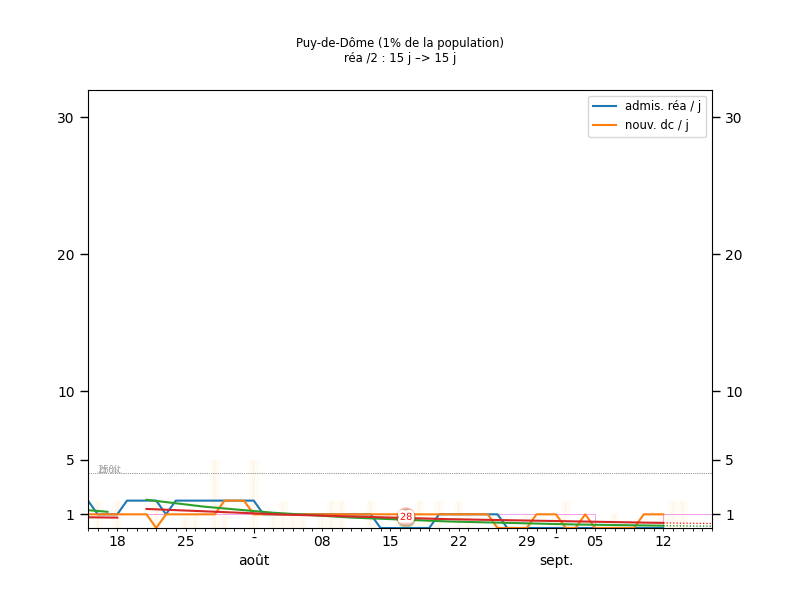 Puy-de-Dôme (1% de la population)
réa /2 : 15 j –> 15 j
admis. réa / j
nouv. dc / j
30 30
20 20
10 10
5 5
1 1
28
18 25 - 08 15 22 29 - 05 12
août sept.